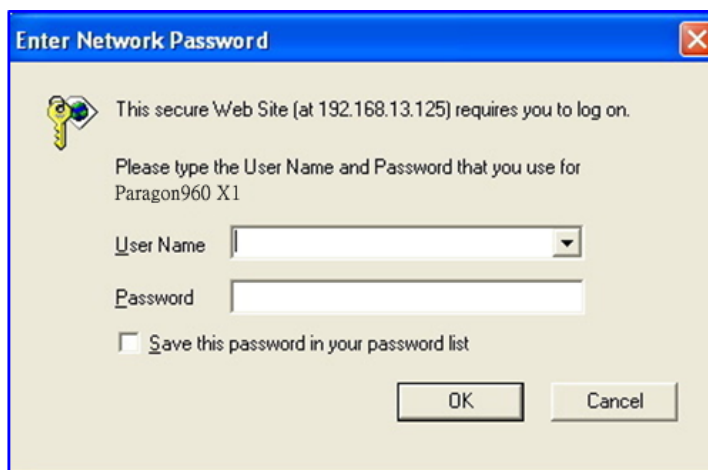 Enter Network Password
This secure Web Site (at 192.168.13.125) requires you to log on.
Please type the User Name and Password that you use for
Paragon960 X1
User Name
Password
Save this password in your password list
OK Cancel